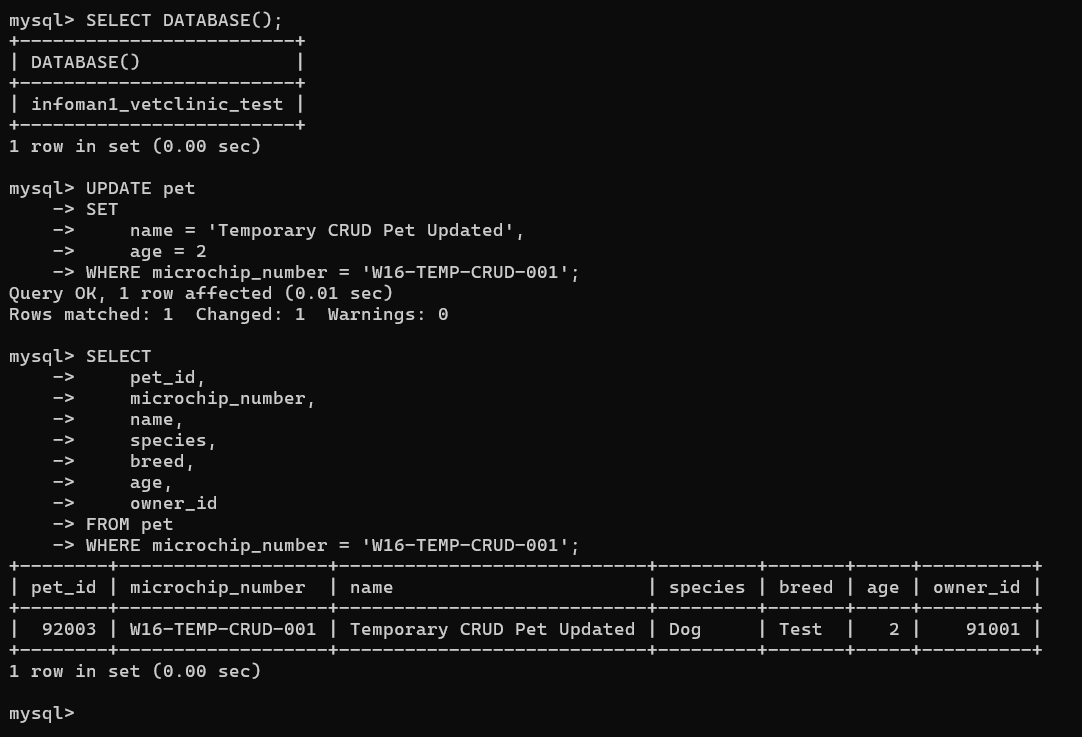 mysql> SELECT DATABASE();
+-------------------------+
| DATABASE()              |
+-------------------------+
| infoman1_vetclinic_test |
+-------------------------+
1 row in set (0.00 sec)

mysql> UPDATE pet
    -> SET
    ->     name = 'Temporary CRUD Pet Updated',
    ->     age = 2
    -> WHERE microchip_number = 'W16-TEMP-CRUD-001';
Query OK, 1 row affected (0.01 sec)
Rows matched: 1  Changed: 1  Warnings: 0

mysql> SELECT
    ->     pet_id,
    ->     microchip_number,
    ->     name,
    ->     species,
    ->     breed,
    ->     age,
    ->     owner_id
    -> FROM pet
    -> WHERE microchip_number = 'W16-TEMP-CRUD-001';
+--------+-------------------+----------------------------+---------+-------+-----+----------+
| pet_id | microchip_number  | name                       | species | breed | age | owner_id |
+--------+-------------------+----------------------------+---------+-------+-----+----------+
|  92003 | W16-TEMP-CRUD-001 | Temporary CRUD Pet Updated | Dog     | Test  |   2 |    91001 |
+--------+-------------------+----------------------------+---------+-------+-----+----------+
1 row in set (0.00 sec)

mysql>